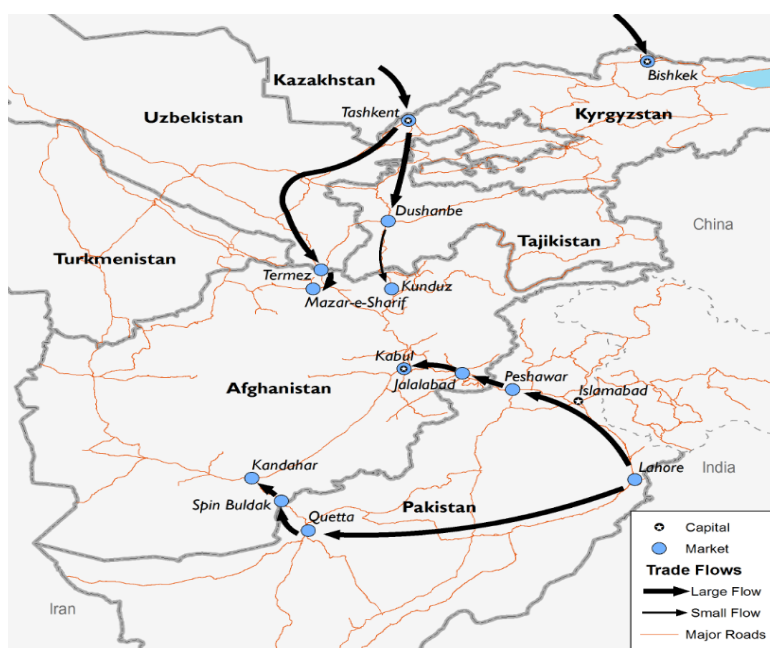 Kazakhstan
Bishkek
Uzbekistan
Tashkent
Kyrgyzstan
Dushanbe
China
Turkmenistan
Tajikistan
Termez
Kunduz
Mazar-e-Sharif
Kabul
Afghanistan
Jalalabad
Peshawar
Islamabad
Kandahar
Lahore
India
Spin Buldak
Pakistan
Quetta
Iran
Capital
Market
Trade Flows
Large Flow
Small Flow
Major Roads